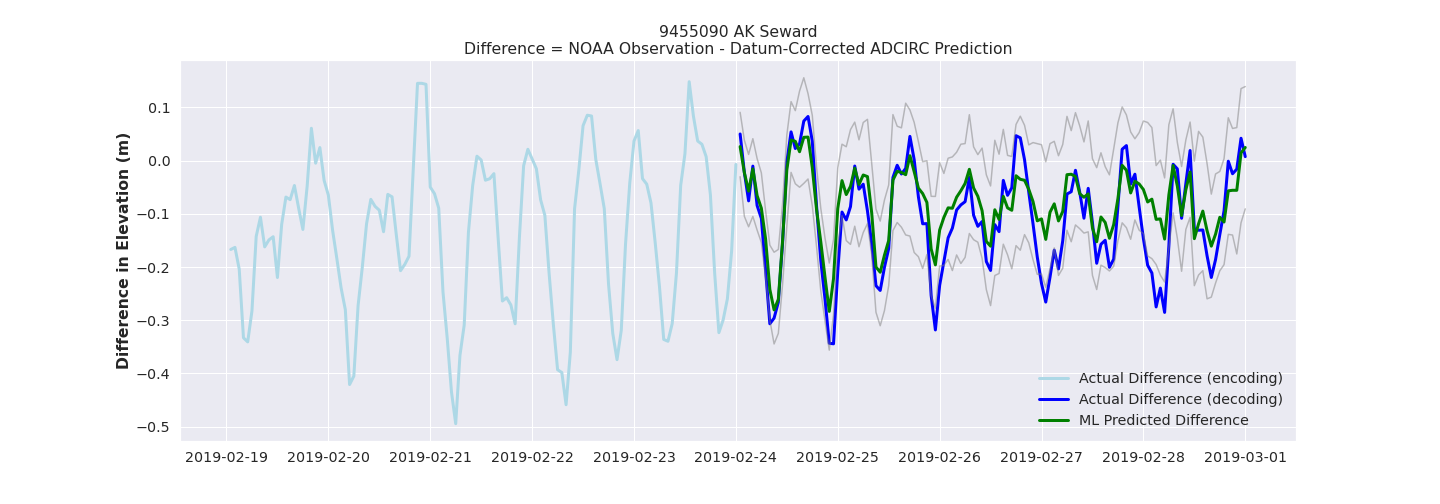 9455090 AK Seward
Difference = NOAA Observation - Datum-Corrected ADCIRC Prediction
Difference in Elevation (m)
0.1
0.0
−0.1
−0.2
−0.3
−0.4
−0.5
Actual Difference (encoding)
Actual Difference (decoding)
ML Predicted Difference
2019-02-19 2019-02-20 2019-02-21 2019-02-22 2019-02-23 2019-02-24 2019-02-25 2019-02-26 2019-02-27 2019-02-28 2019-03-01